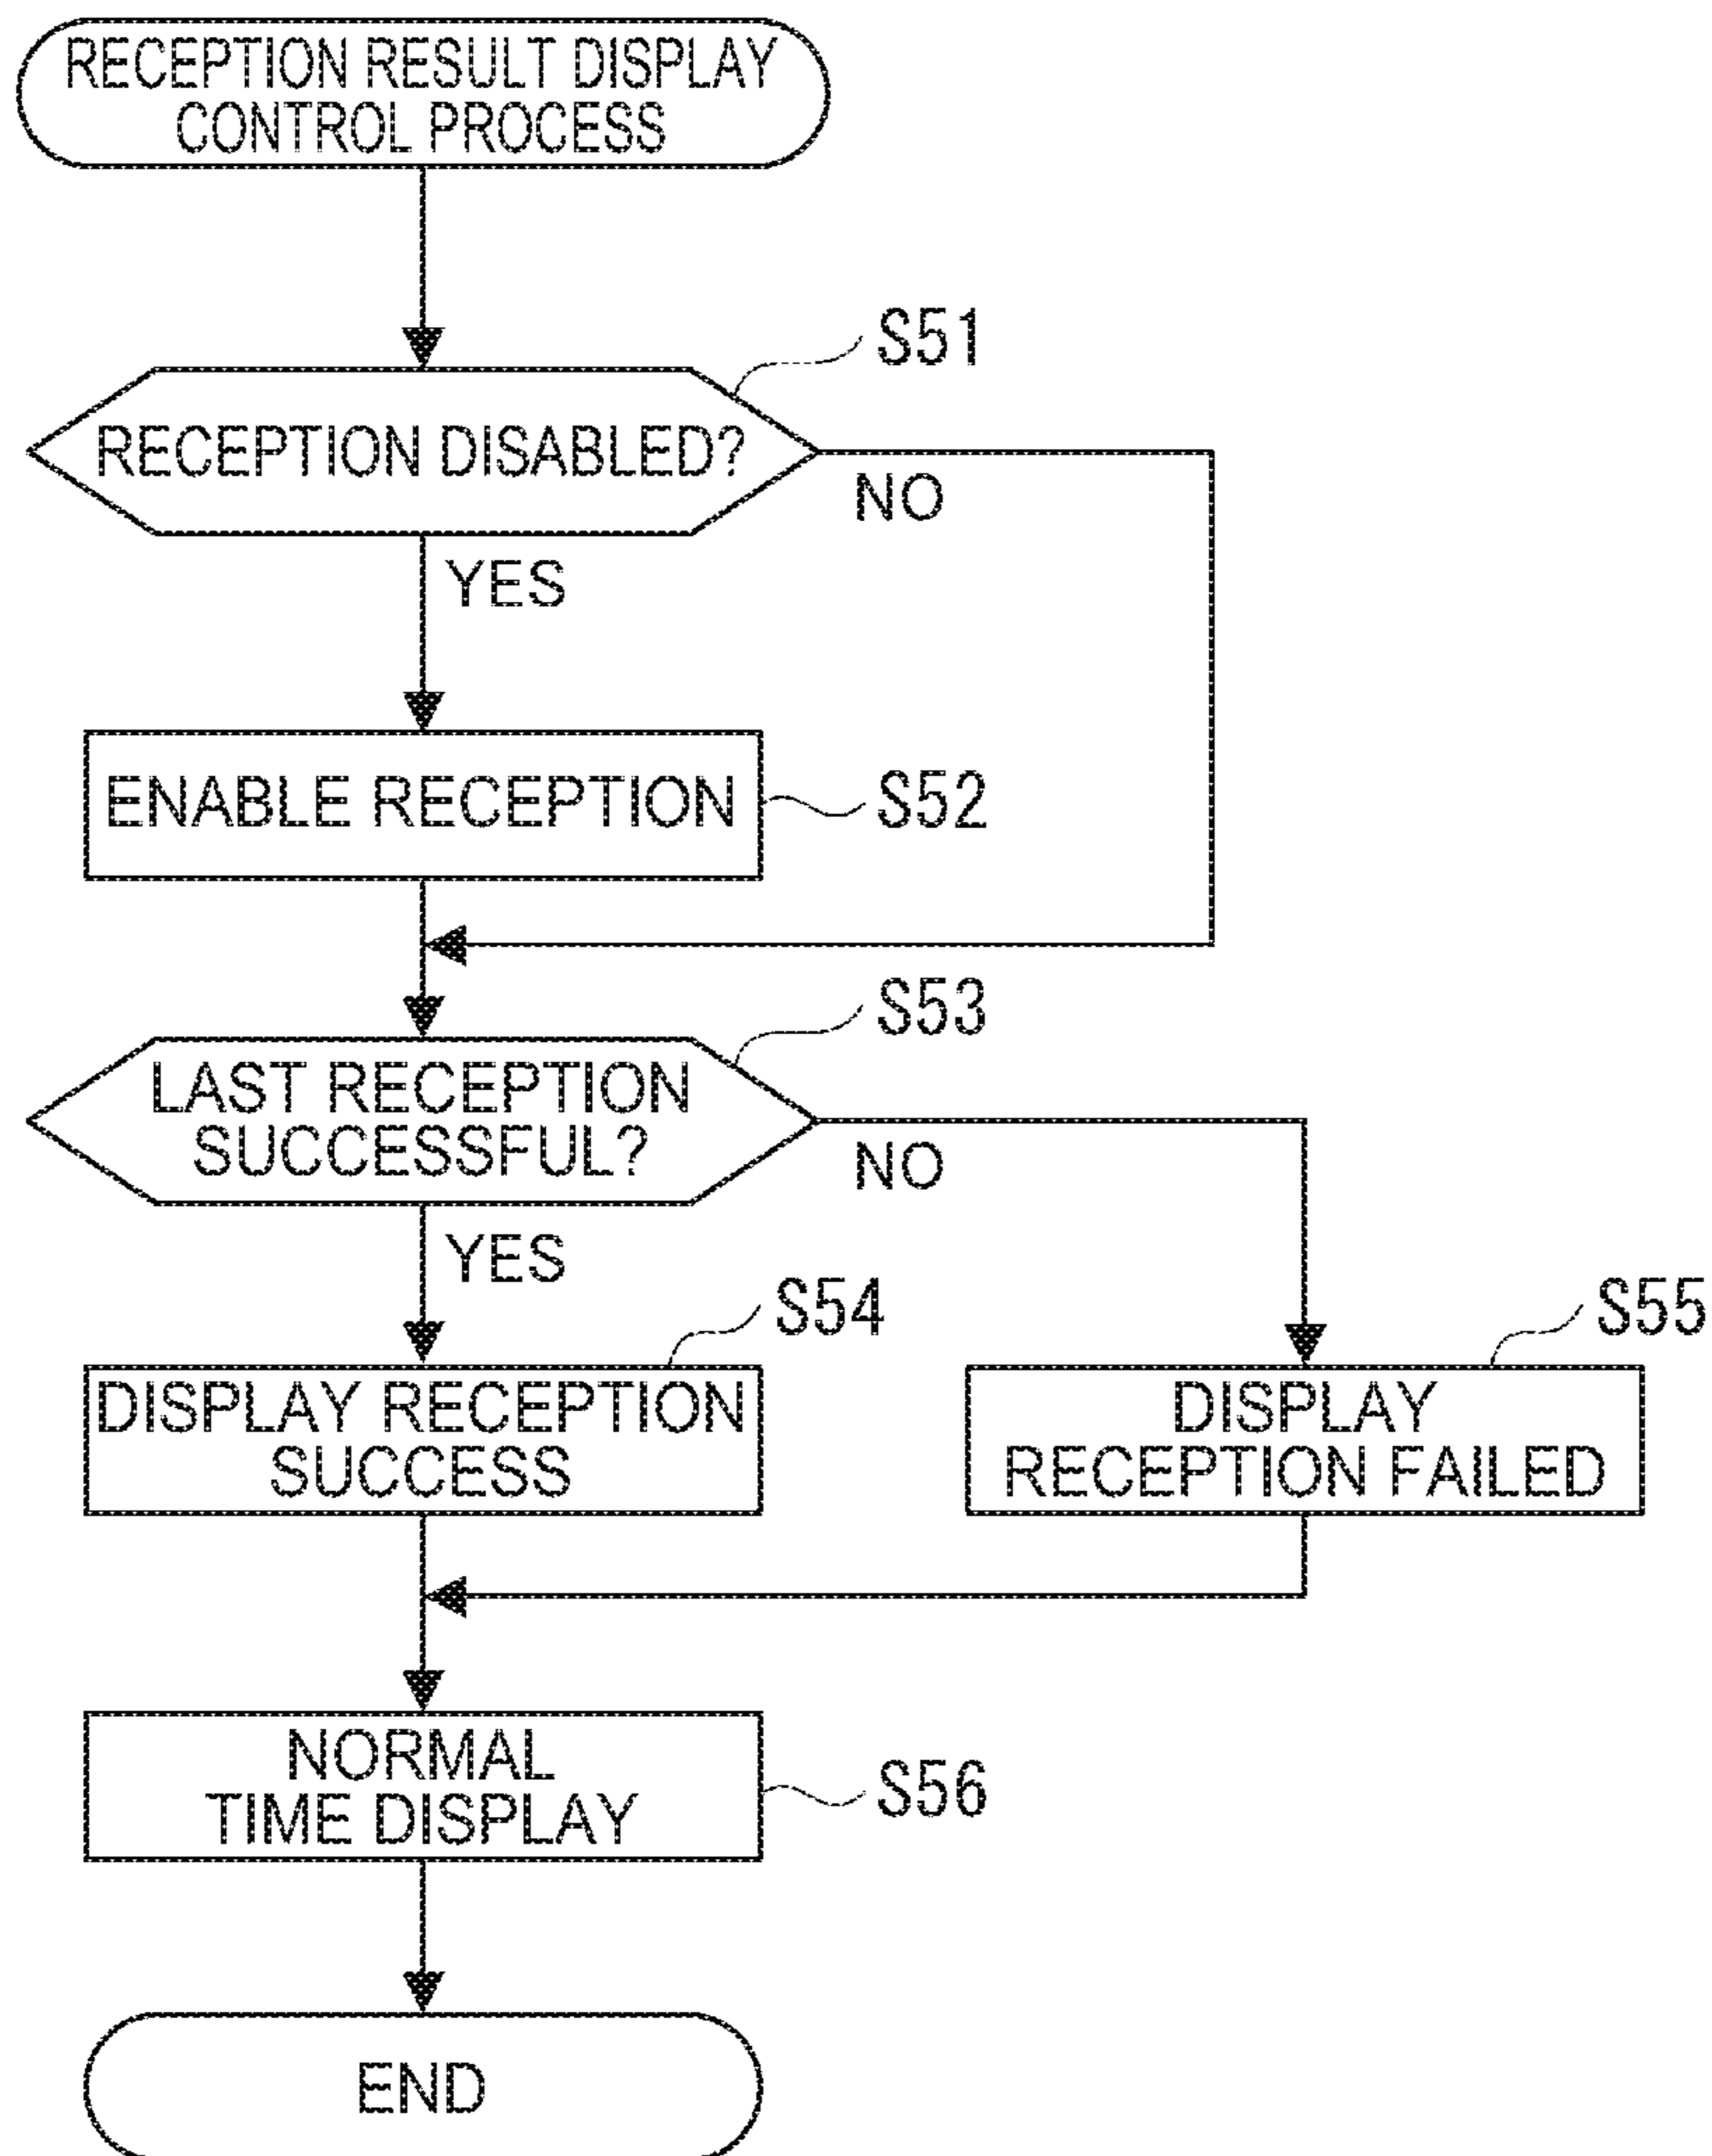 RECEPTION RESULT DISPLAY
CONTROL PROCESS
S51
RECEPTION DISABLED?
NO
YES
ENABLE RECEPTION
S52
S53
LAST RECEPTION
SUCCESSFUL?
NO
YES
S54
S55
DISPLAY RECEPTION
SUCCESS
DISPLAY
RECEPTION FAILED
NORMAL
TIME DISPLAY
S56
END